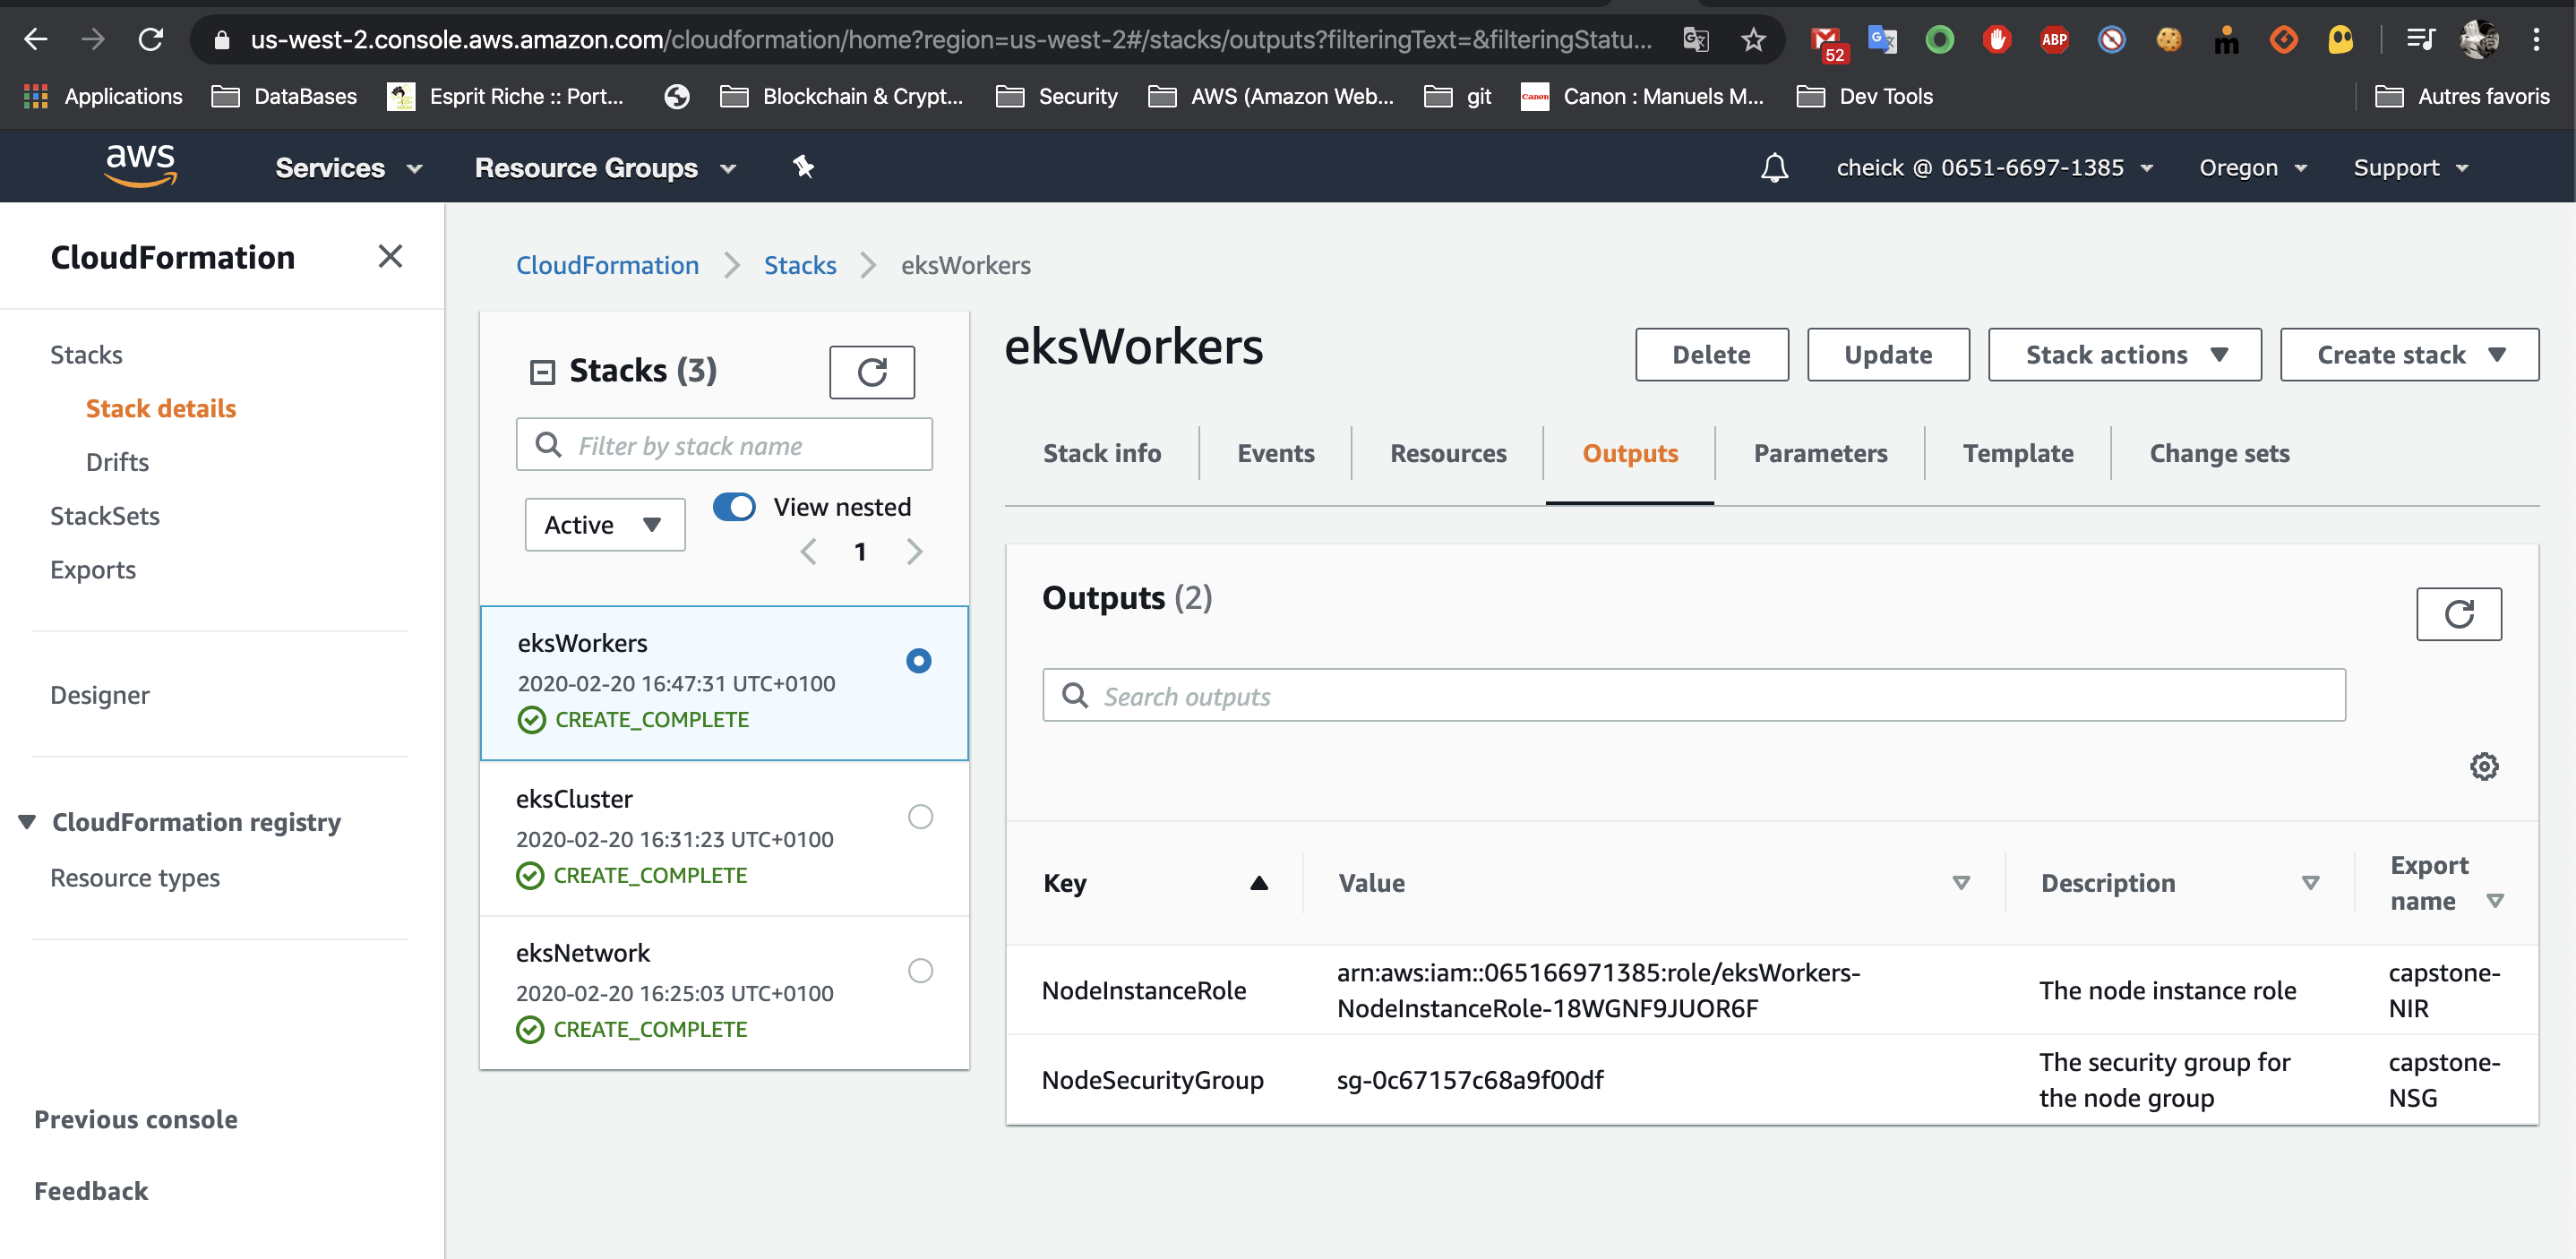 us-west-2.console.aws.amazon.com/cloudformation/home?region=us-west-2#/stacks/outputs?filteringText=&filteringStatu...
52
ABP
Applications
DataBases
Esprit Riche :: Port...
Blockchain & Crypt...
Security
AWS (Amazon Web...
git
Canon
Canon : Manuels M...
Dev Tools
Autres favoris
aws
Services
Resource Groups
cheick @ 0651-6697-1385
Oregon
Support
CloudFormation
Stacks
Stack details
Drifts
StackSets
Exports
Designer
CloudFormation registry
Resource types
Previous console
Feedback
CloudFormation
Stacks
eksWorkers
Stacks (3)
Filter by stack name
Active
View nested
1
eksWorkers
2020-02-20 16:47:31 UTC+0100
CREATE_COMPLETE
eksCluster
2020-02-20 16:31:23 UTC+0100
CREATE_COMPLETE
eksNetwork
2020-02-20 16:25:03 UTC+0100
CREATE_COMPLETE
eksWorkers
Delete
Update
Stack actions
Create stack
Stack info
Events
Resources
Outputs
Parameters
Template
Change sets
Outputs (2)
Search outputs
Key
Value
Description
Export
name
NodeInstanceRole
arn:aws:iam::065166971385:role/eksWorkers-
NodeInstanceRole-18WGNF9JUOR6F
The node instance role
capstone-
NIR
NodeSecurityGroup
sg-0c67157c68a9f00df
The security group for
the node group
capstone-
NSG